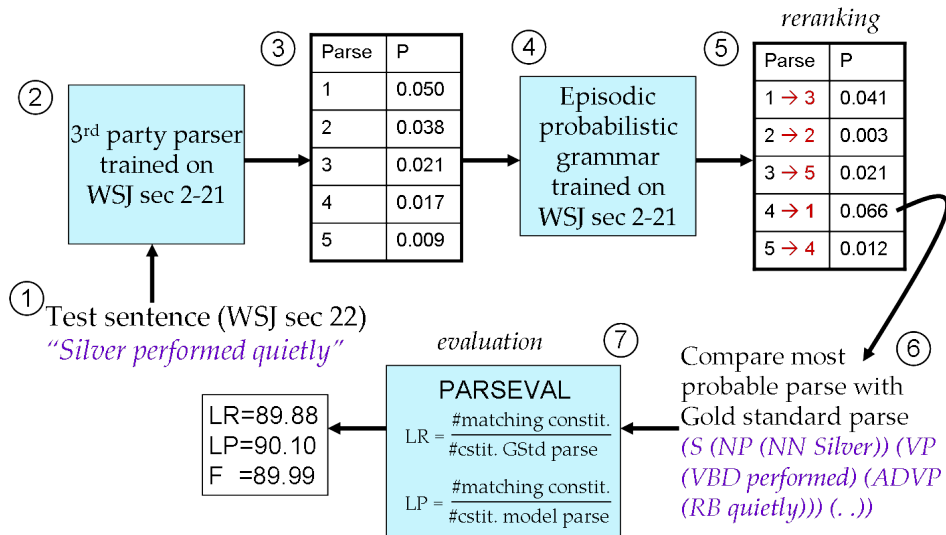 ①
Test sentence (WSJ sec 22)
“Silver performed quietly”
②
3rd party parser
trained on
WSJ sec 2-21
③
Parse P
1 0.050
2 0.038
3 0.021
4 0.017
5 0.009
④
Episodic
probabilistic
grammar
trained on
WSJ sec 2-21
reranking
⑤
Parse P
1 → 3 0.041
2 → 2 0.003
3 → 5 0.021
4 → 1 0.066
5 → 4 0.012
⑥
Compare most
probable parse with
Gold standard parse
(S (NP (NN Silver)) (VP
(VBD performed) (ADVP
(RB quietly))) (. .))
evaluation
⑦
PARSEVAL
#matching constit.
LR =
#cstit. GStd parse
#matching constit.
LP =
#cstit. model parse
LR=89.88
LP=90.10
F =89.99